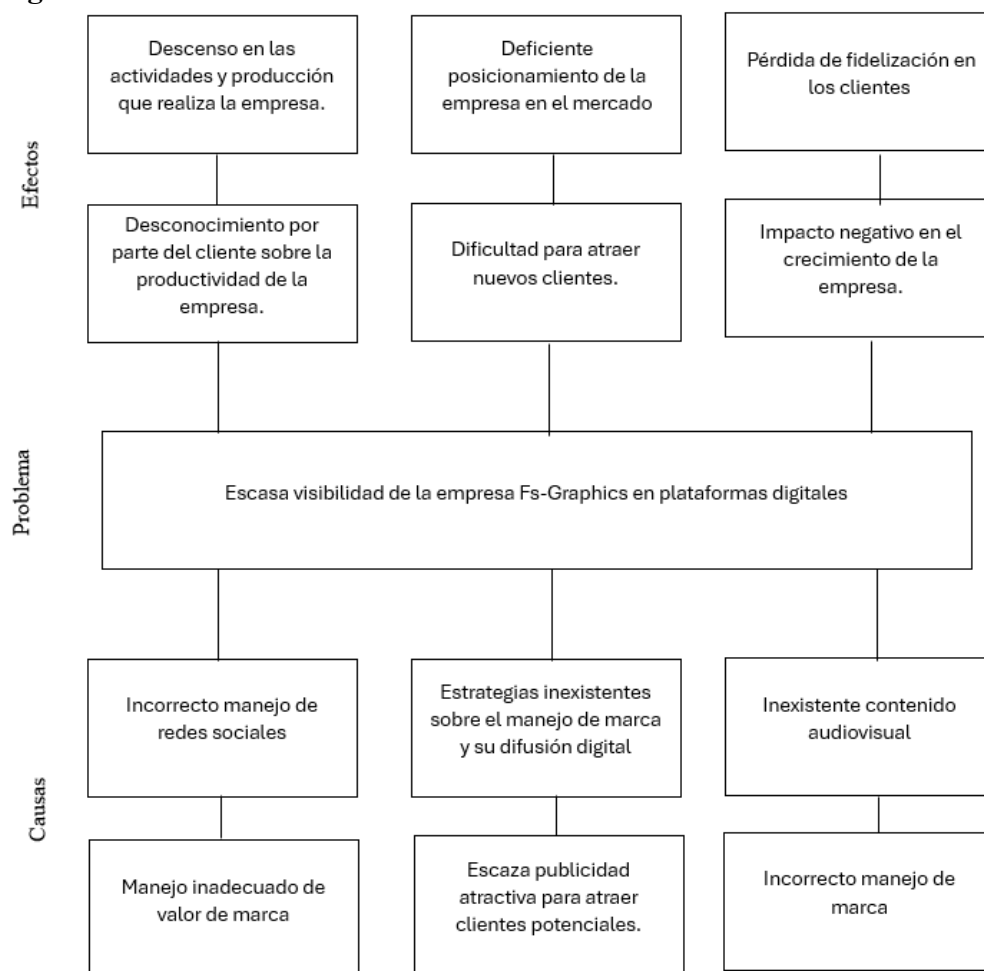 Descenso en las
actividades y producción
que realiza la empresa.
Deficiente
posicionamiento de la
empresa en el mercado
Pérdida de fidelización en
los clientes
Efectos
Desconocimiento por
parte del cliente sobre la
productividad de la
empresa.
Dificultad para atraer
nuevos clientes.
Impacto negativo en el
crecimiento de la
empresa.
Problema
Escasa visibilidad de la empresa Fs-Graphics en plataformas digitales
Incorrecto manejo de
redes sociales
Estrategias inexistentes
sobre el manejo de marca
y su difusión digital
Inexistente contenido
audiovisual
Causas
Manejo inadecuado de
valor de marca
Escaza publicidad
atractiva para atraer
clientes potenciales.
Incorrecto manejo de
marca